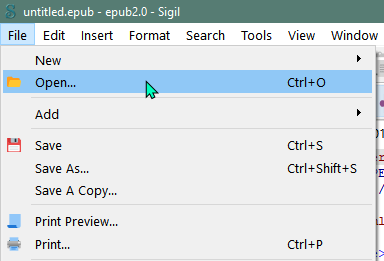 untitled.epub - epub2.0 - Sigil
File Edit Insert Format Search Tools View Window
New
Open... Ctrl+O
Add
Save Ctrl+S
Save As... Ctrl+Shift+S
Save A Copy...
Print Preview...
Print... Ctrl+P